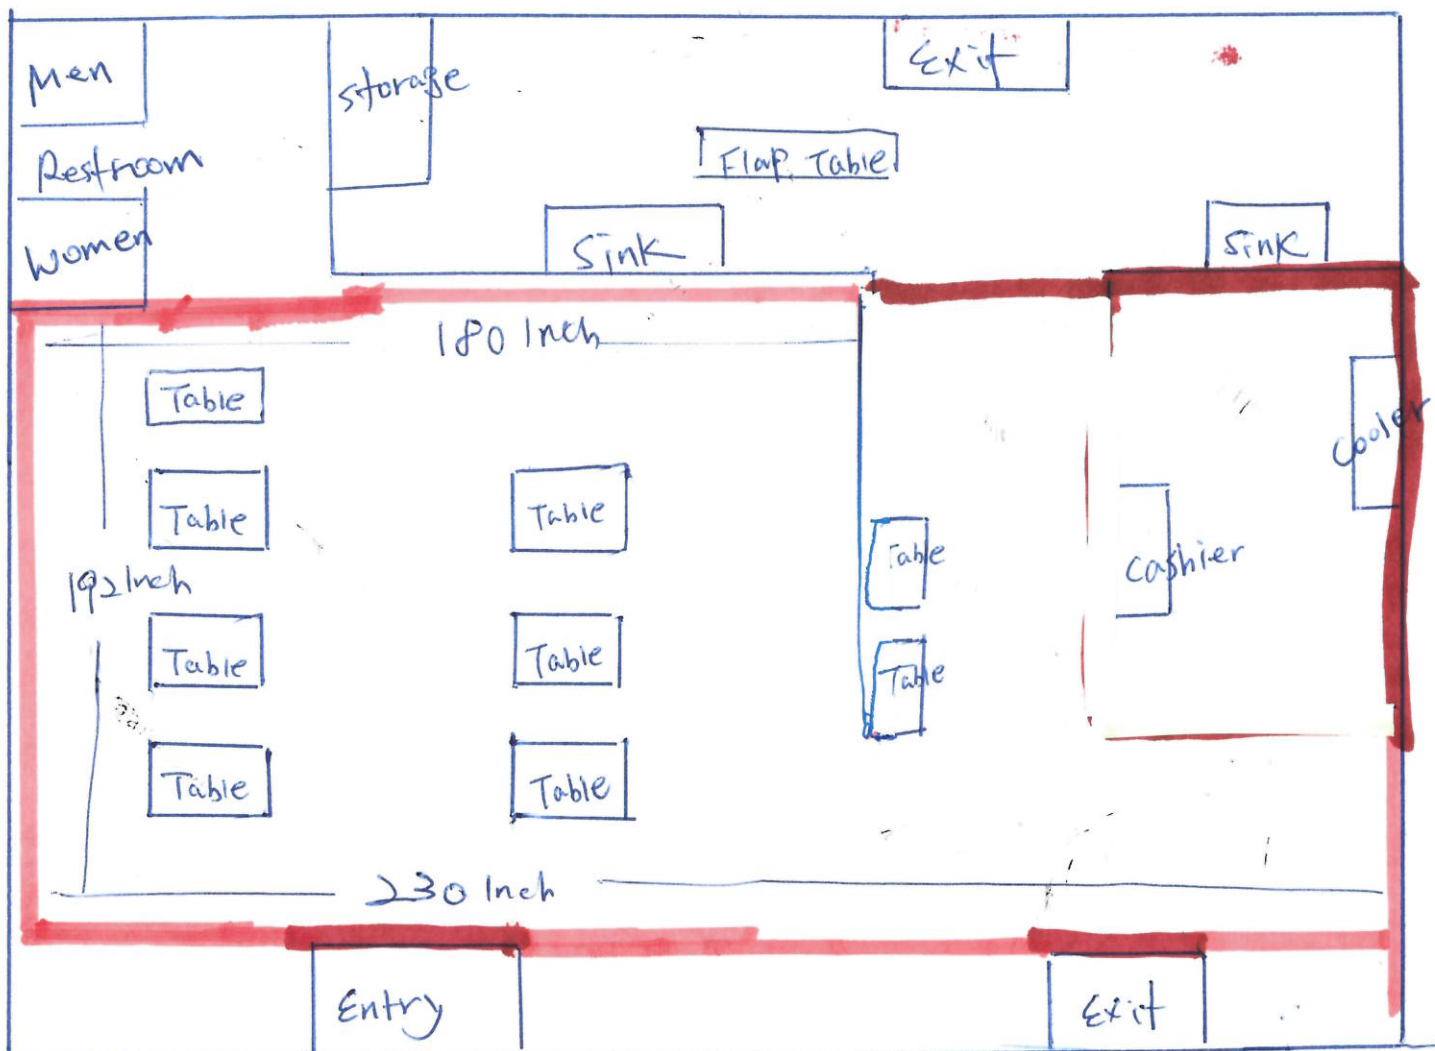 Men
Restroom
Women
storage
Exit
Flap Table
Sink
Sink
180 Inch
Table
Table
Table
Table
Table
Table
Table
Table
Table
cooler
cashier
192 Inch
230 Inch
Entry
Exit